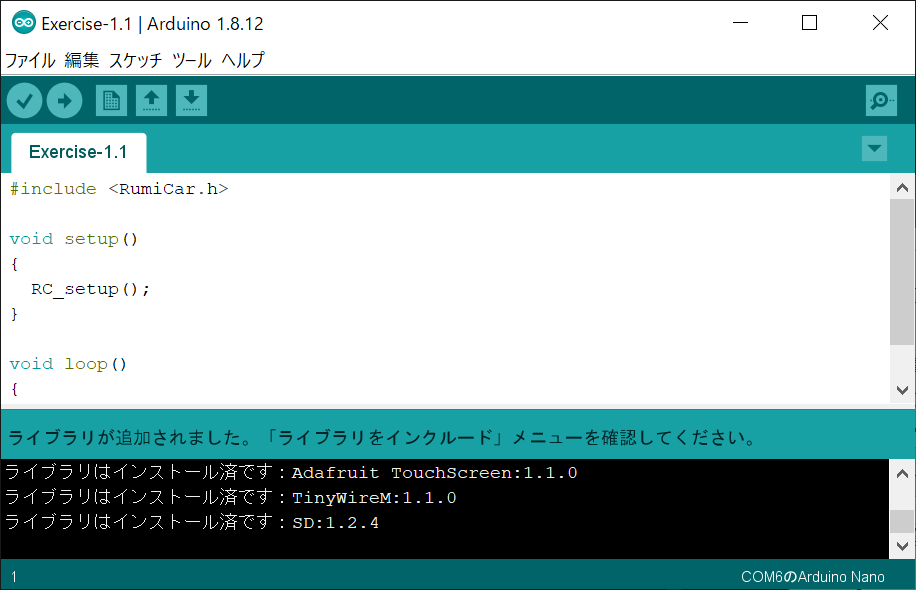 Exercise-1.1 | Arduino 1.8.12
ファイル 編集 スケッチ ツール ヘルプ
Exercise-1.1
#include <RumiCar.h>
void setup()
{
  RC_setup();
}
void loop()
{
ライブラリが追加されました。「ライブラリをインクルード」メニューを確認してください。
ライブラリはインストール済です：Adafruit TouchScreen:1.1.0
ライブラリはインストール済です：TinyWireM:1.1.0
ライブラリはインストール済です：SD:1.2.4
1 COM6のArduino Nano